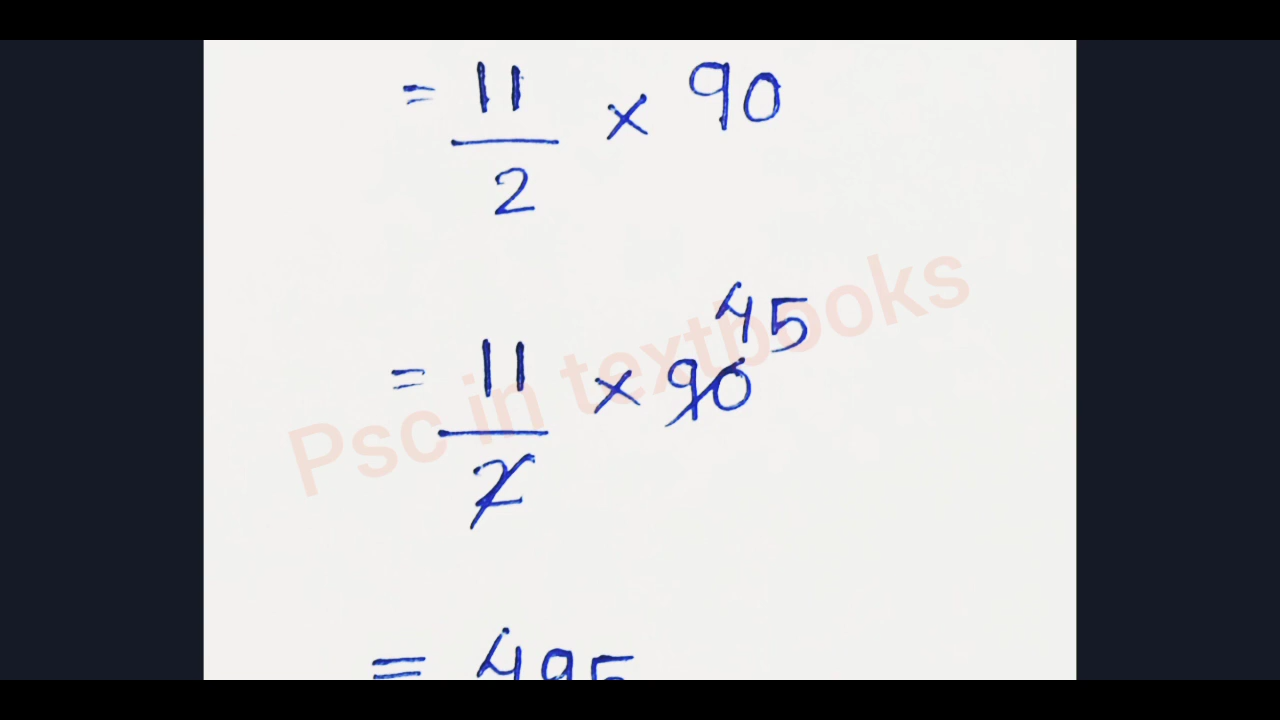 = 11/2 × 90
45
= 11/2 × 90
Psc in textbooks
= 495